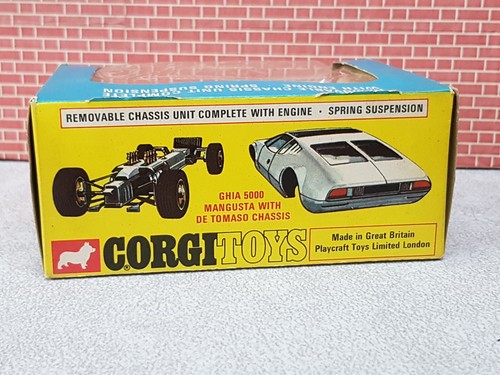 REMOVABLE CHASSIS UNIT COMPLETE WITH ENGINE · SPRING SUSPENSION
GHIA 5000
MANGUSTA WITH
DE TOMASO CHASSIS
CORGI TOYS
®
Made in Great Britain
Playcraft Toys Limited London